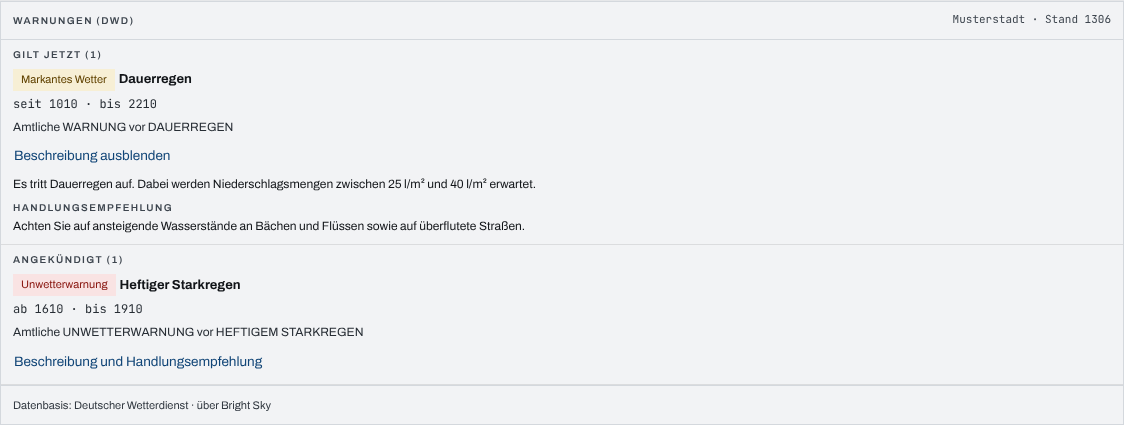 WARNUNGEN (DWD)
Musterstadt · Stand 1306
GILT JETZT (1)
Markantes Wetter Dauerregen
seit 1010 · bis 2210
Amtliche WARNUNG vor DAUERREGEN
Beschreibung ausblenden
Es tritt Dauerregen auf. Dabei werden Niederschlagsmengen zwischen 25 l/m² und 40 l/m² erwartet.
HANDLUNGSEMPFEHLUNG
Achten Sie auf ansteigende Wasserstände an Bächen und Flüssen sowie auf überflutete Straßen.
ANGEKÜNDIGT (1)
Unwetterwarnung Heftiger Starkregen
ab 1610 · bis 1910
Amtliche UNWETTERWARNUNG vor HEFTIGEM STARKREGEN
Beschreibung und Handlungsempfehlung
Datenbasis: Deutscher Wetterdienst · über Bright Sky